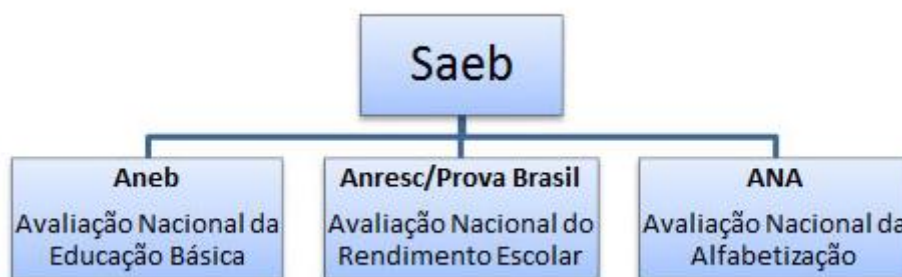 Saeb
Aneb
Avaliação Nacional da
Educação Básica
Anresc/Prova Brasil
Avaliação Nacional do
Rendimento Escolar
ANA
Avaliação Nacional da
Alfabetização